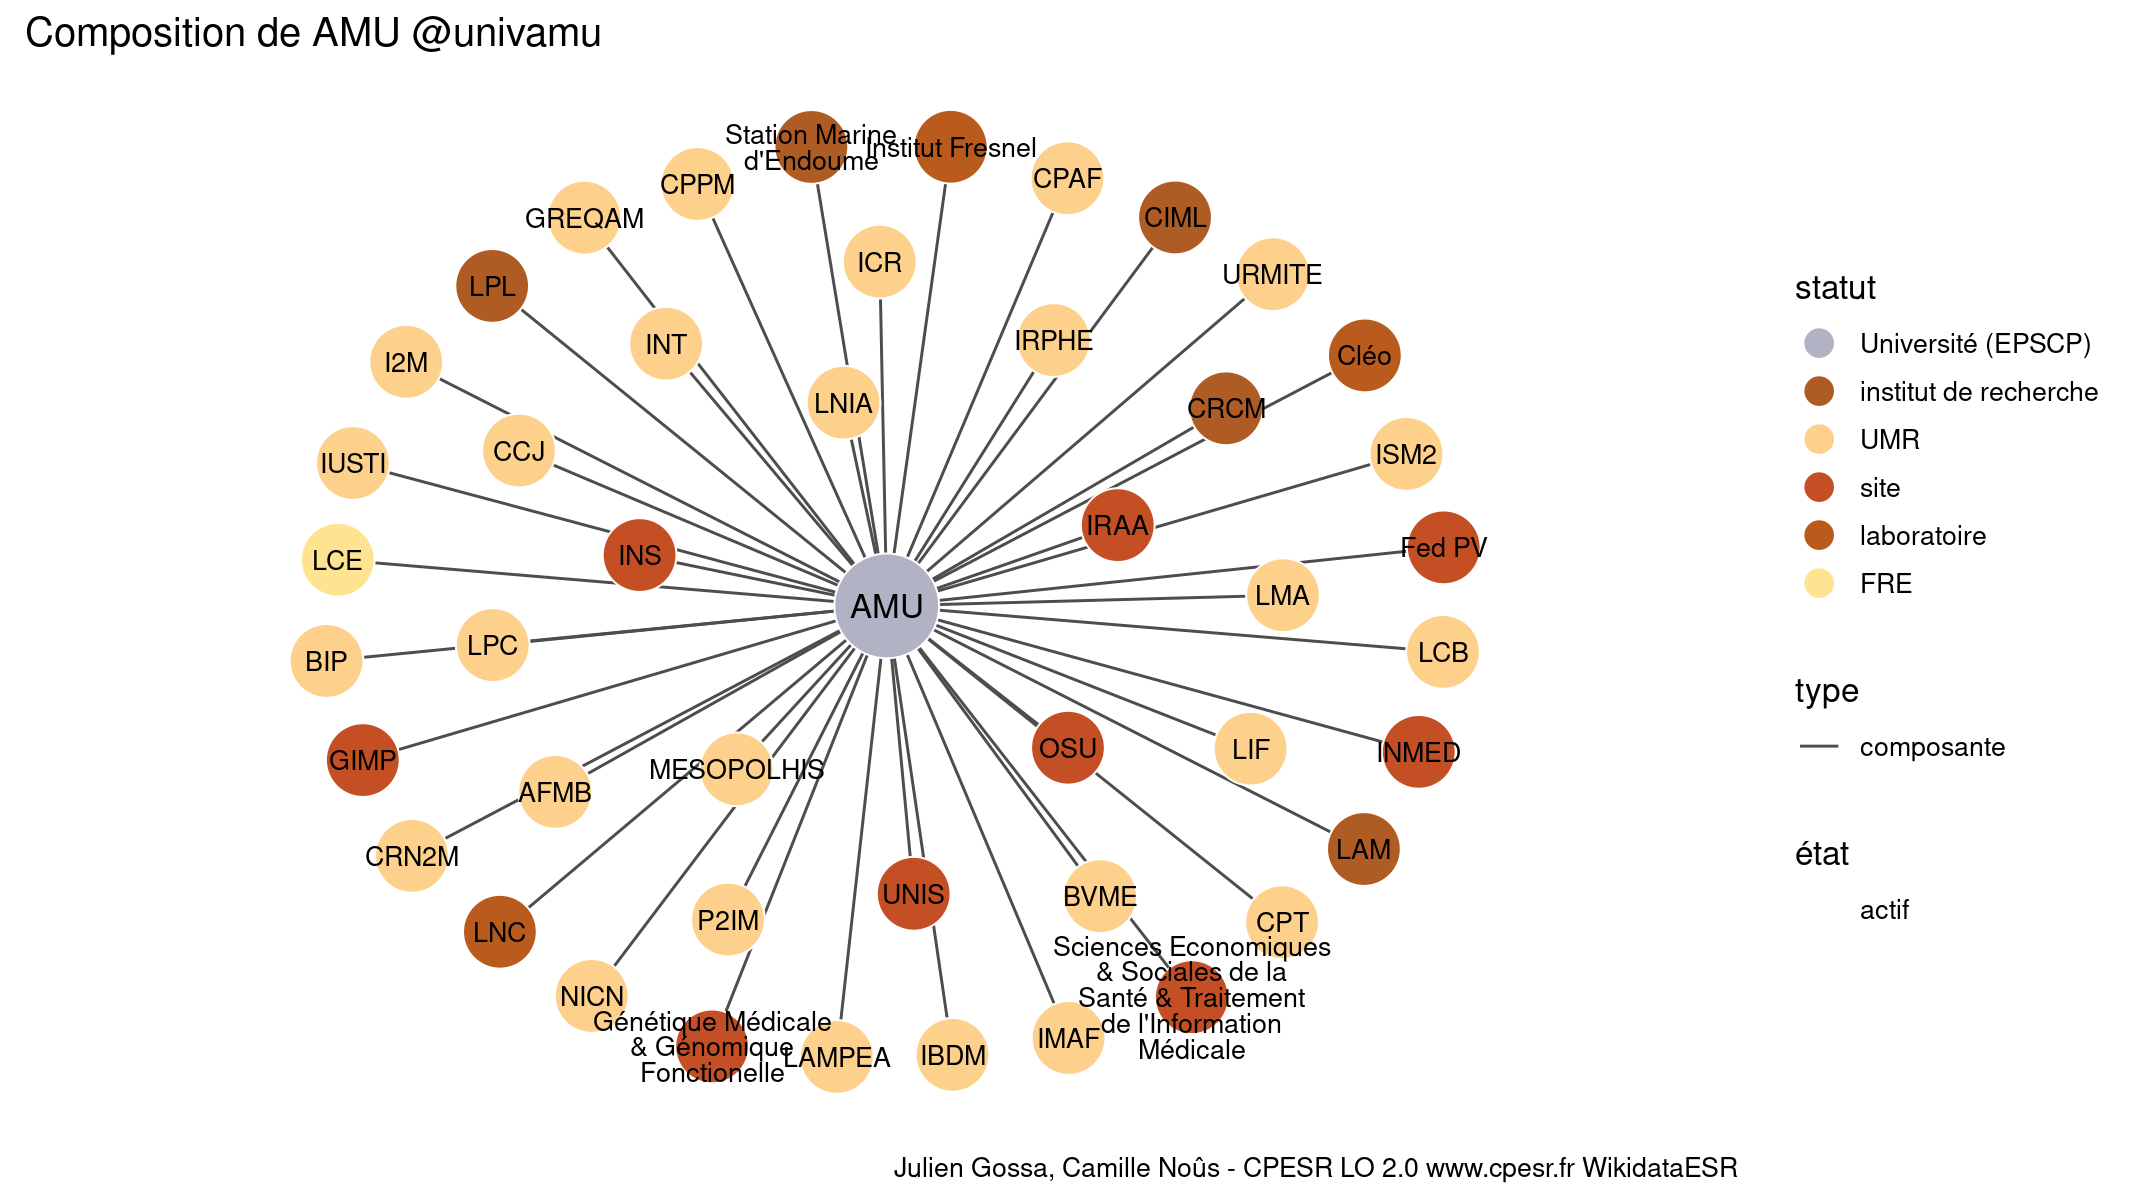 Composition de AMU @univamu
Station Marine
d'Endoume
Institut Fresnel
CPPM
CPAF
GREQAM
CIML
ICR
URMITE
LPL
INT
IRPHE
Cléo
I2M
LNIA
CRCM
CCJ
ISM2
IUSTI
IRAA
Fed PV
INS
LCE
LMA
AMU
LPC
LCB
BIP
OSU
LIF
INMED
GIMP
MESOPOLHIS
AFMB
LAM
CRN2M
UNIS
BVME
P2IM
CPT
LNC
Sciences Economiques
& Sociales de la
Santé & Traitement
de l'Information
Médicale
NICN
Génétique Médicale
& Génomique
Fonctionelle
LAMPEA
IBDM
IMAF
statut
Université (EPSCP)
institut de recherche
UMR
site
laboratoire
FRE
type
composante
état
actif
Julien Gossa, Camille Noûs - CPESR LO 2.0 www.cpesr.fr WikidataESR